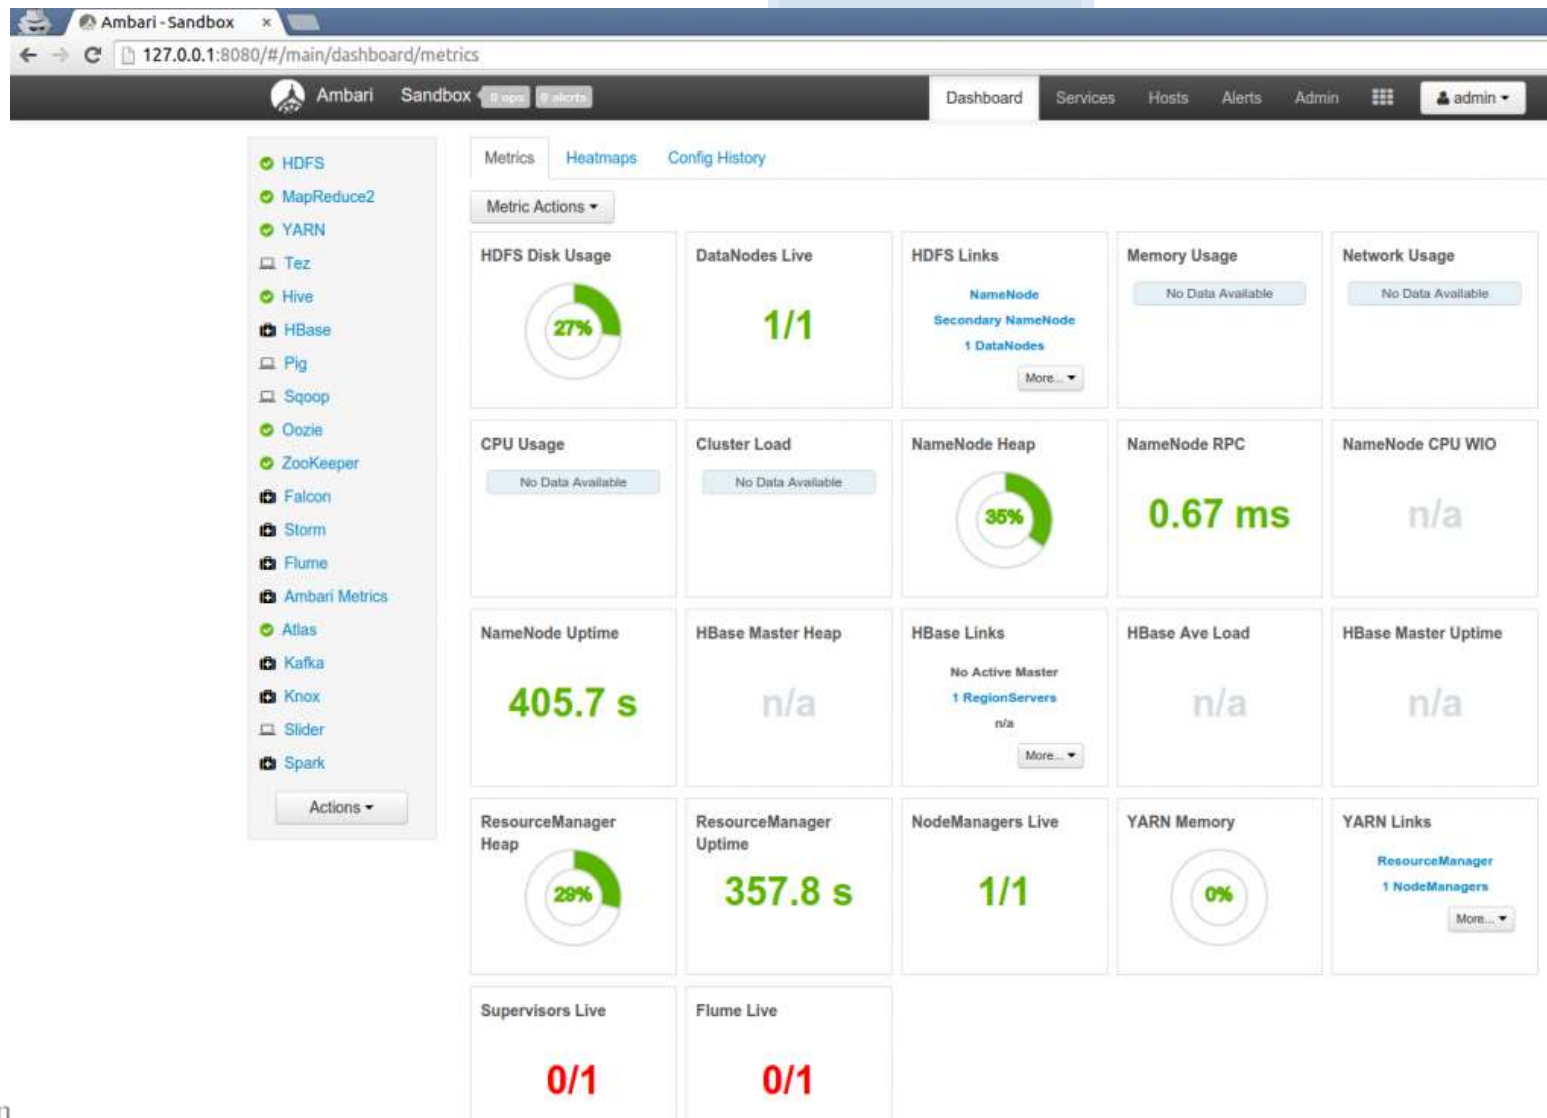 Ambari - Sandbox ×
127.0.0.1:8080/#/main/dashboard/metrics
Ambari Sandbox 0 ops 0 alerts Dashboard Services Hosts Alerts Admin admin
HDFS
MapReduce2
YARN
Tez
Hive
HBase
Pig
Sqoop
Oozie
ZooKeeper
Falcon
Storm
Flume
Ambari Metrics
Atlas
Kafka
Knox
Slider
Spark
Actions
Metrics Heatmaps Config History
Metric Actions
HDFS Disk Usage
27%
DataNodes Live
1/1
HDFS Links
NameNode
Secondary NameNode
1 DataNodes
More...
Memory Usage
No Data Available
Network Usage
No Data Available
CPU Usage
No Data Available
Cluster Load
No Data Available
NameNode Heap
35%
NameNode RPC
0.67 ms
NameNode CPU WIO
n/a
NameNode Uptime
405.7 s
HBase Master Heap
n/a
HBase Links
No Active Master
1 RegionServers
n/a
More...
HBase Ave Load
n/a
HBase Master Uptime
n/a
ResourceManager
Heap
29%
ResourceManager
Uptime
357.8 s
NodeManagers Live
1/1
YARN Memory
0%
YARN Links
ResourceManager
1 NodeManagers
More...
Supervisors Live
0/1
Flume Live
0/1